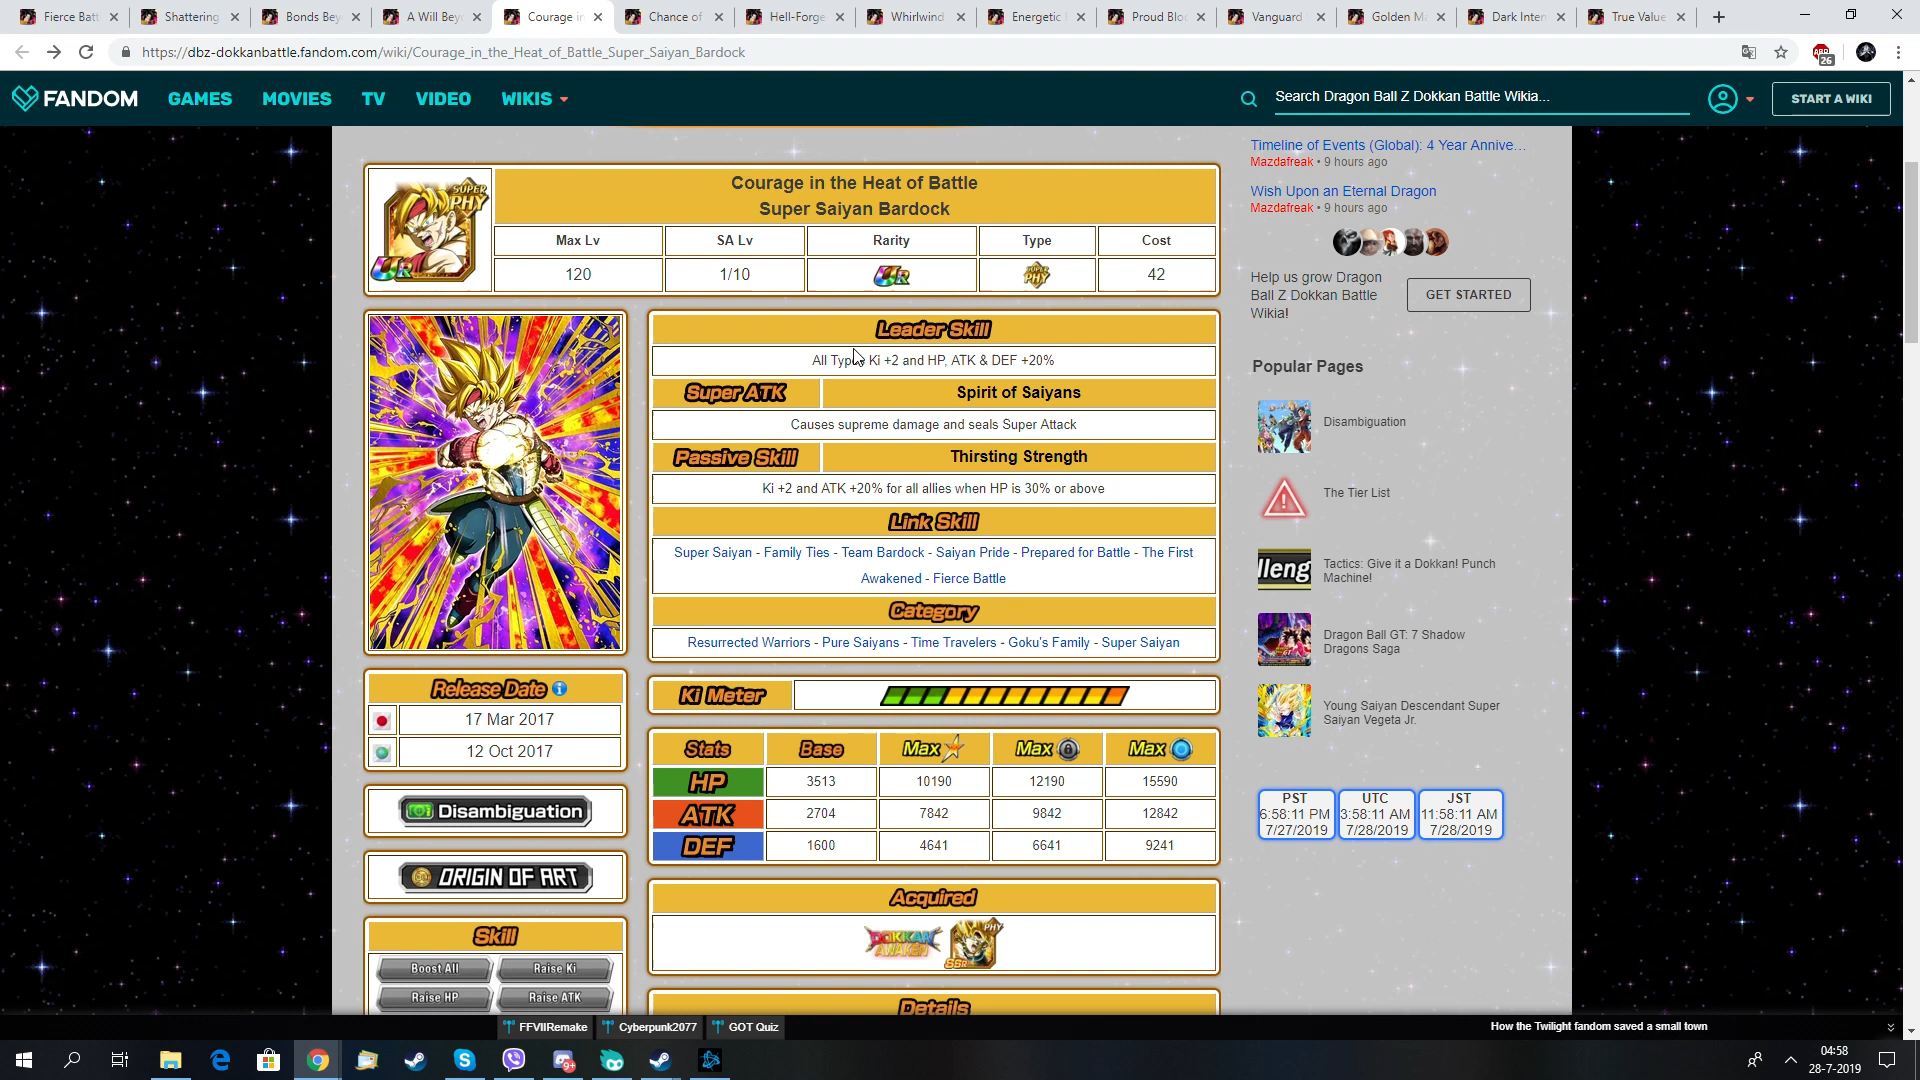 Fierce Batt
Shattering
Bonds Bey
A Will Bey
Courage in
Chance of
Hell-Forge
Whirlwind
Energetic
Proud Bloo
Vanguard
Golden M
Dark Inten
True Value
https://dbz-dokkanbattle.fandom.com/wiki/Courage_in_the_Heat_of_Battle_Super_Saiyan_Bardock
26
FANDOM
GAMES
MOVIES
TV
VIDEO
WIKIS
Search Dragon Ball Z Dokkan Battle Wikia...
START A WIKI
Courage in the Heat of Battle
Super Saiyan Bardock
SUPER PHY
UR
Max Lv
SA Lv
Rarity
Type
Cost
120
1/10
UR
SUPER PHY
42
Leader Skill
All Types Ki +2 and HP, ATK & DEF +20%
Super ATK
Spirit of Saiyans
Causes supreme damage and seals Super Attack
Passive Skill
Thirsting Strength
Ki +2 and ATK +20% for all allies when HP is 30% or above
Link Skill
Super Saiyan - Family Ties - Team Bardock - Saiyan Pride - Prepared for Battle - The First
Awakened - Fierce Battle
Category
Resurrected Warriors - Pure Saiyans - Time Travelers - Goku's Family - Super Saiyan
Release Date
17 Mar 2017
12 Oct 2017
Disambiguation
ORIGIN OF ART
Skill
Boost All
Raise Ki
Raise HP
Raise ATK
Ki Meter
Stats
Base
Max
Max
Max
HP
3513
10190
12190
15590
ATK
2704
7842
9842
12842
DEF
1600
4641
6641
9241
Acquired
DOKKAN AWAKEN
PHY
SSR
Details
Timeline of Events (Global): 4 Year Annive...
Mazdafreak • 9 hours ago
Wish Upon an Eternal Dragon
Mazdafreak • 9 hours ago
Help us grow Dragon
Ball Z Dokkan Battle
Wikia!
GET STARTED
Popular Pages
Disambiguation
The Tier List
lleng
Tactics: Give it a Dokkan! Punch
Machine!
Dragon Ball GT: 7 Shadow
Dragons Saga
Young Saiyan Descendant Super
Saiyan Vegeta Jr.
PST
6:58:11 PM
7/27/2019
UTC
3:58:11 AM
7/28/2019
JST
11:58:11 AM
7/28/2019
FFVIIRemake
Cyberpunk2077
GOT Quiz
How the Twilight fandom saved a small town
9+
04:58
28-7-2019